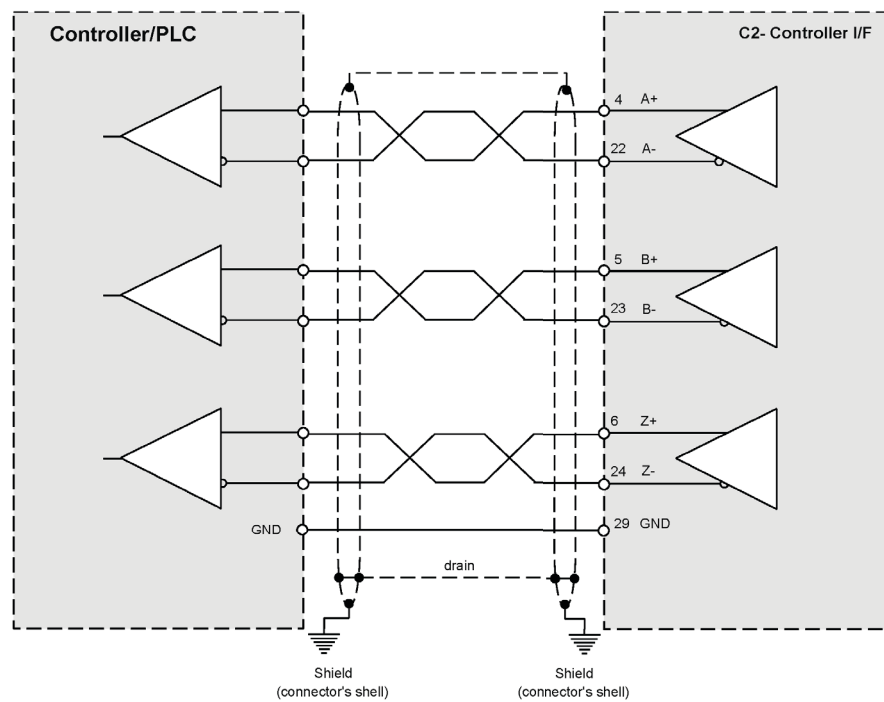 Controller/PLC
C2- Controller I/F
4 A+
22 A-
5 B+
23 B-
6 Z+
24 Z-
GND
29 GND
drain
Shield
(connector's shell)
Shield
(connector's shell)